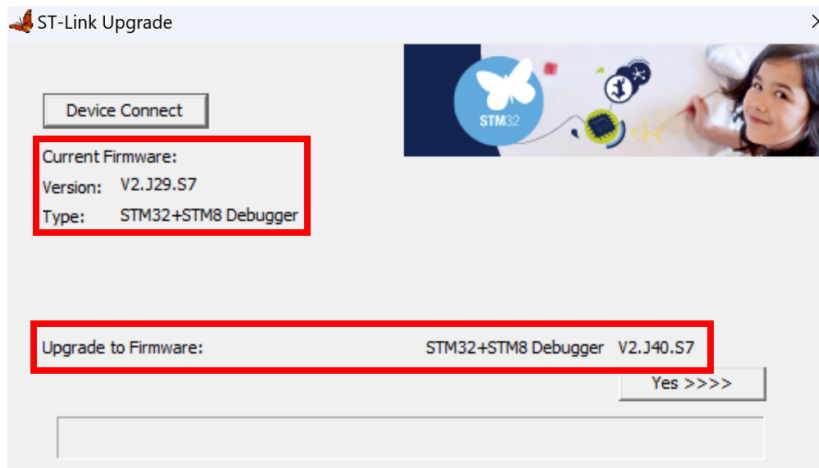 ST-Link Upgrade
Device Connect
STM32
Current Firmware:
Version: V2.J29.S7
Type: STM32+STM8 Debugger
Upgrade to Firmware: STM32+STM8 Debugger V2.J40.S7
Yes >>>>